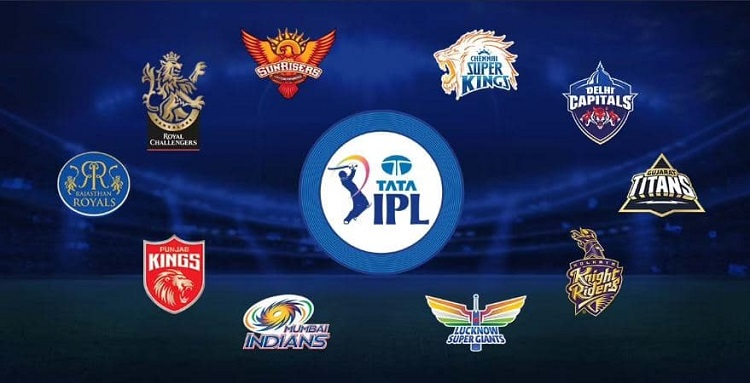 SUNRISERS
CHENNAI
SUPER
KINGS
DELHI
CAPITALS
ROYAL
CHALLENGERS
TATA
IPL
RR
RAJASTHAN
ROYALS
GUJARAT
TITANS
PUNJAB
KINGS
KOLKATA
Knight
Riders
MUMBAI
INDIANS
LUCKNOW
SUPER GIANTS